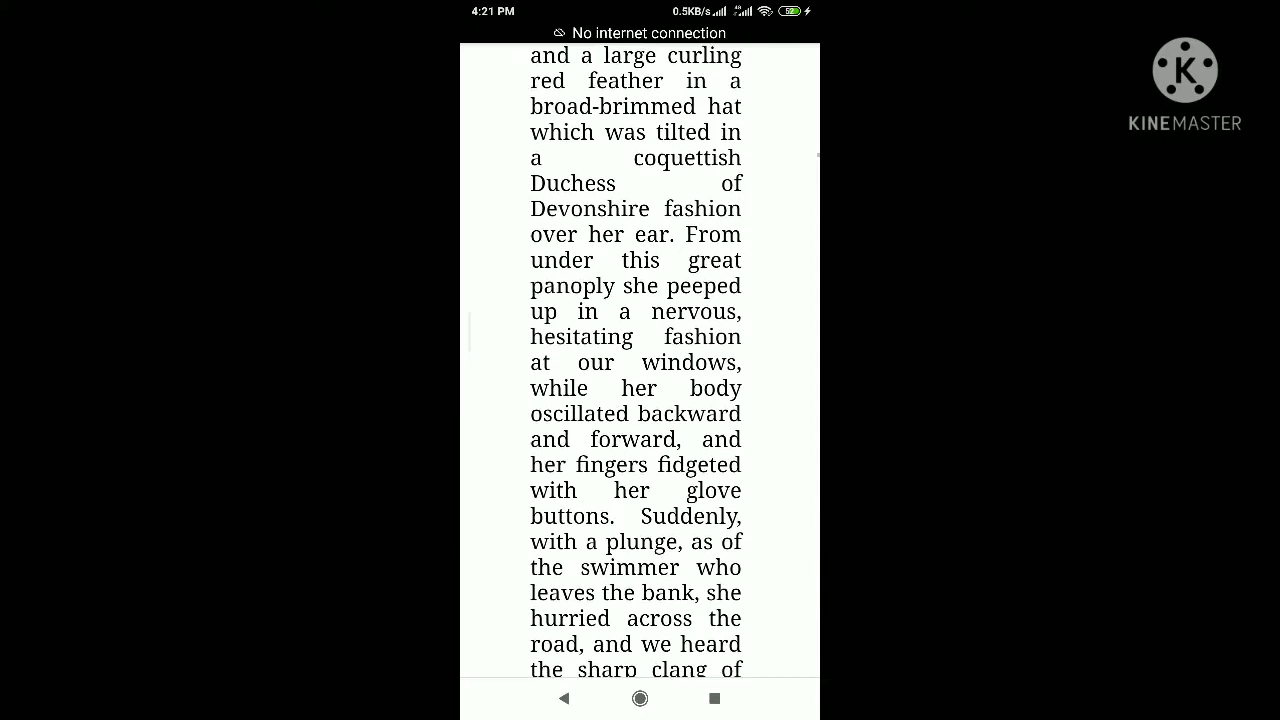 4:21 PM
0.5KB/s
4G
52
No internet connection
and a large curling
red feather in a
broad-brimmed hat
which was tilted in
a coquettish
Duchess of
Devonshire fashion
over her ear. From
under this great
panoply she peeped
up in a nervous,
hesitating fashion
at our windows,
while her body
oscillated backward
and forward, and
her fingers fidgeted
with her glove
buttons. Suddenly,
with a plunge, as of
the swimmer who
leaves the bank, she
hurried across the
road, and we heard
the sharp clang of
K
KINEMASTER